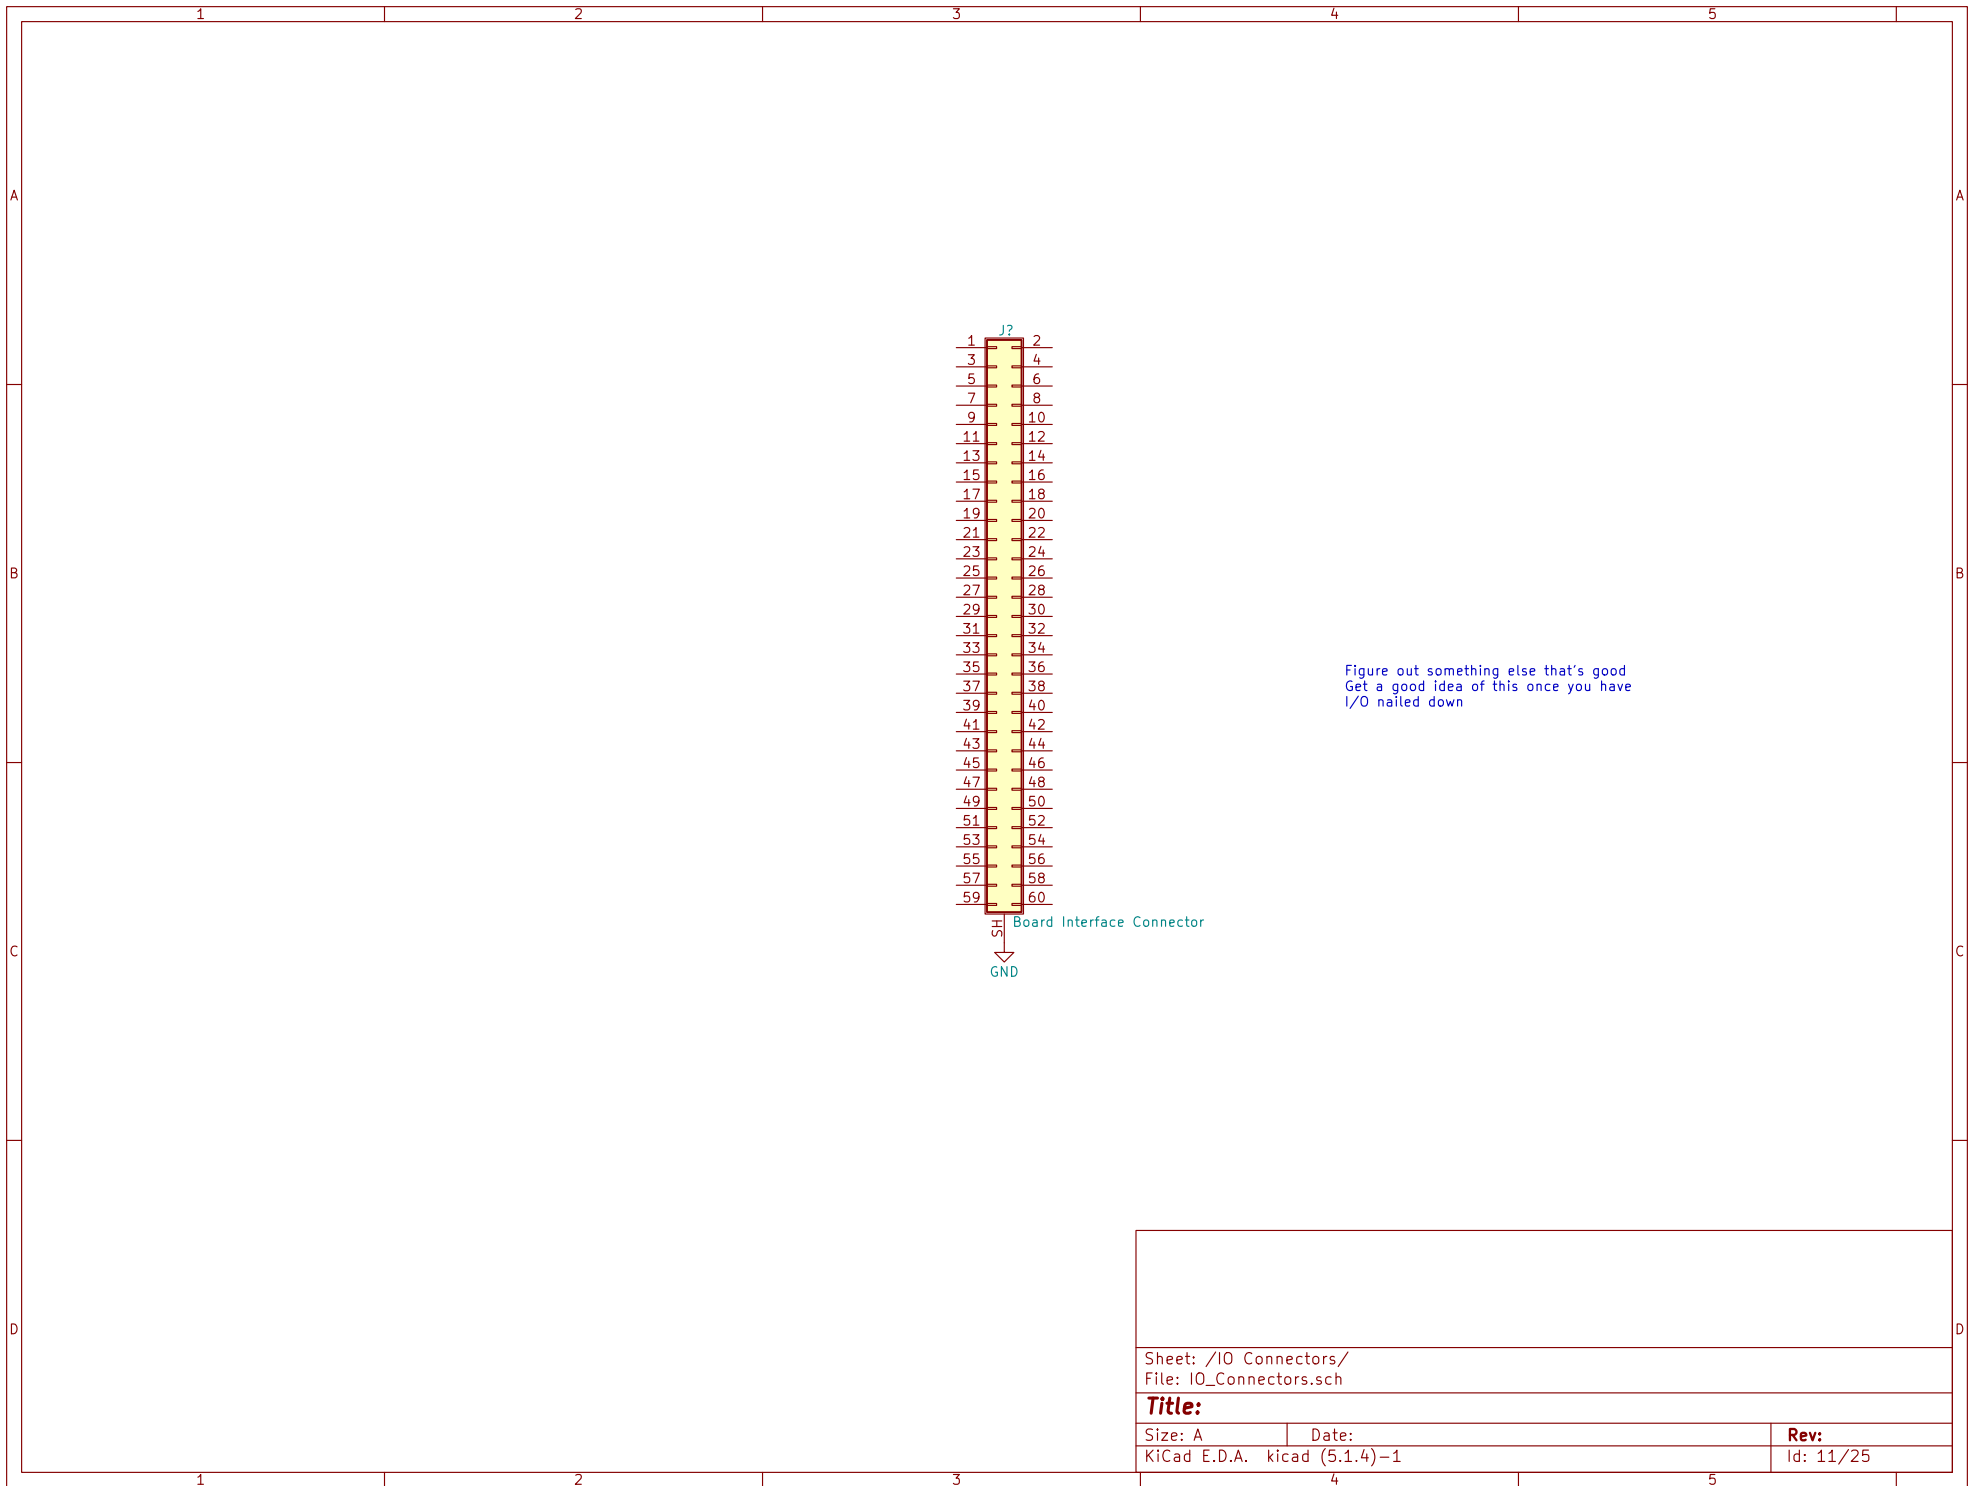 1 2 3 4 5
A A
J?
1 2
3 4
5 6
7 8
9 10
11 12
13 14
15 16
17 18
19 20
21 22
23 24
25 26
B B
27 28
29 30
31 32
33 34
35 36
37 38
39 40
41 42
43 44
45 46
47 48
49 50
51 52
53 54
55 56
57 58
59 60
Figure out something else that's good
Get a good idea of this once you have
I/O nailed down
SH
Board Interface Connector
C C
GND
D D
Sheet: /IO Connectors/
File: IO_Connectors.sch
Title:
Size: A Date: Rev:
KiCad E.D.A. kicad (5.1.4)-1 Id: 11/25
1 2 3 4 5